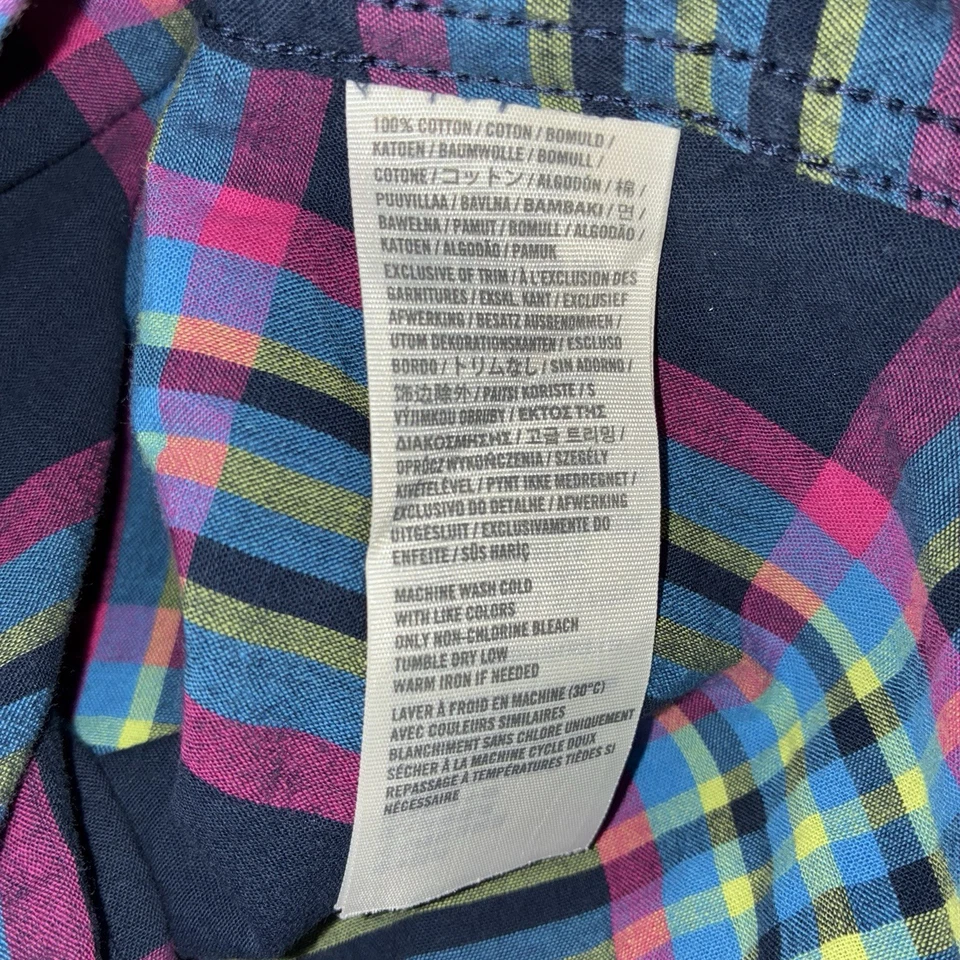 100% COTTON / COTON / BOMULD /
KATOEN / BAUMWOLLE / BOMULL /
COTONE / コットン / ALGODÓN / 棉 /
PUUVILLAA / BAVLNA / BAMBAKI / 면 /
BAWEŁNA / PAMUT / BOMULL / ALGODÃO /
KATOEN / ALGODÃO / PAMUK
EXCLUSIVE OF TRIM / À L'EXCLUSION DES
GARNITURES / EKSKL. KANT / EXCLUSIEF
AFWERKING / BESATZ AUSGENOMMEN /
UTOM DEKORATIONSKANTEN / ESCLUSO
BORDO / トリムなし / SIN ADORNO /
饰边除外 / PAITSI KORISTE / S
VÝJIMKOU OBRUBY / ΕΚΤΟΣ ΤΗΣ
ΔΙΑΚΟΣΜΗΣΗΣ / 고급 트리밍 /
OPRÓCZ WYKOŃCZENIA / SZEGÉLY
KIVÉTELÉVEL / PYNT IKKE MEDREGNET /
EXCLUSIVO DO DETALHE / AFWERKING
UITGESLUIT / EXCLUSIVAMENTE DO
ENFEITE / SÜS HARİÇ
MACHINE WASH COLD
WITH LIKE COLORS
ONLY NON-CHLORINE BLEACH
TUMBLE DRY LOW
WARM IRON IF NEEDED
LAVER À FROID EN MACHINE (30°C)
AVEC COULEURS SIMILAIRES
BLANCHIMENT SANS CHLORE UNIQUEMENT
SÉCHER À LA MACHINE CYCLE DOUX
REPASSAGE À TEMPÉRATURES TIÈDES SI
NÉCESSAIRE